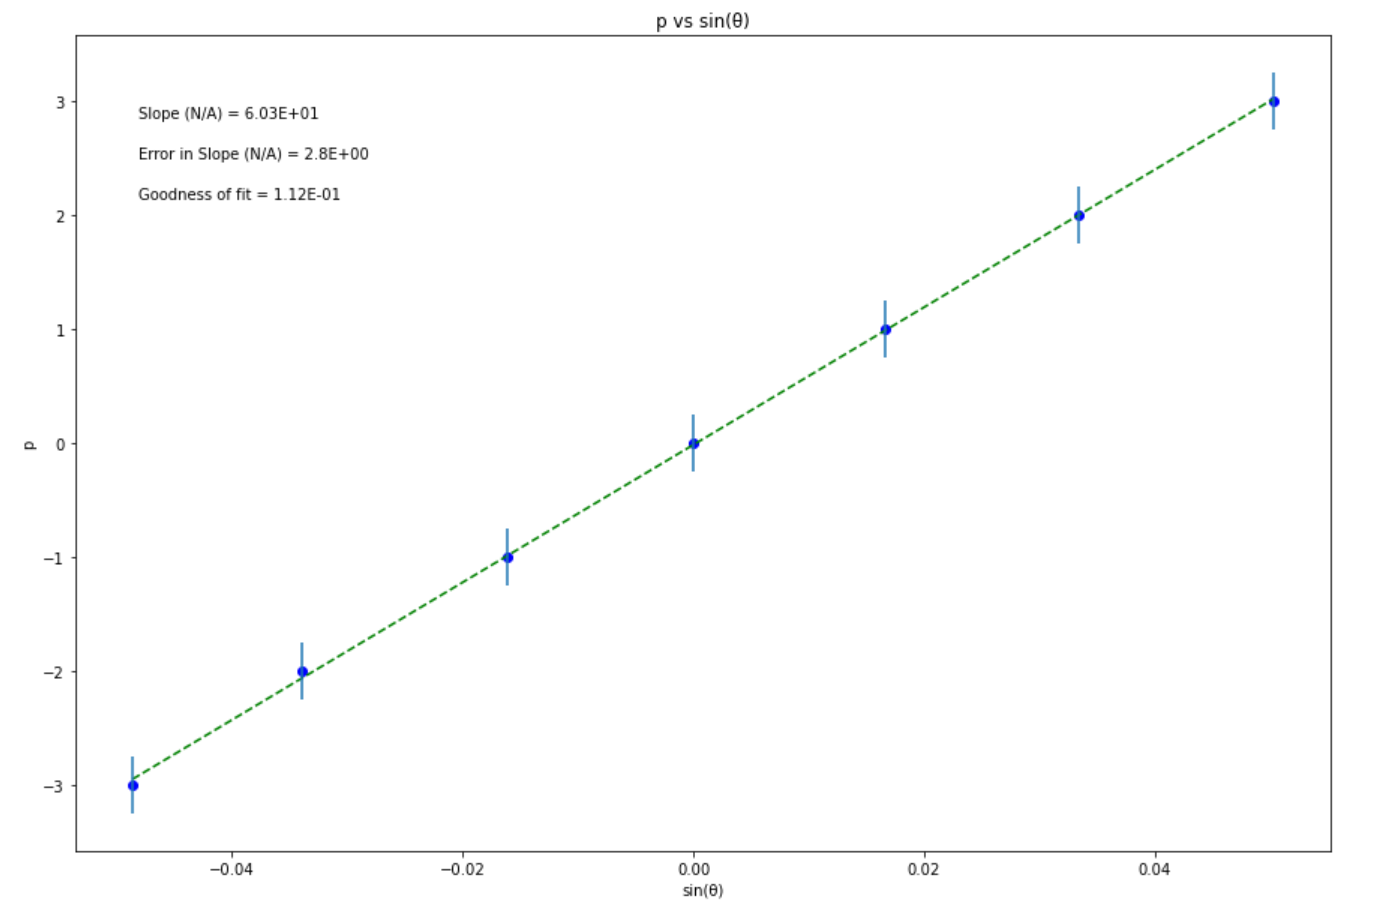 p vs sin(θ)
Slope (N/A) = 6.03E+01
Error in Slope (N/A) = 2.8E+00
Goodness of fit = 1.12E-01
3
2
1
0
−1
−2
−3
p
−0.04
−0.02
0.00
0.02
0.04
sin(θ)